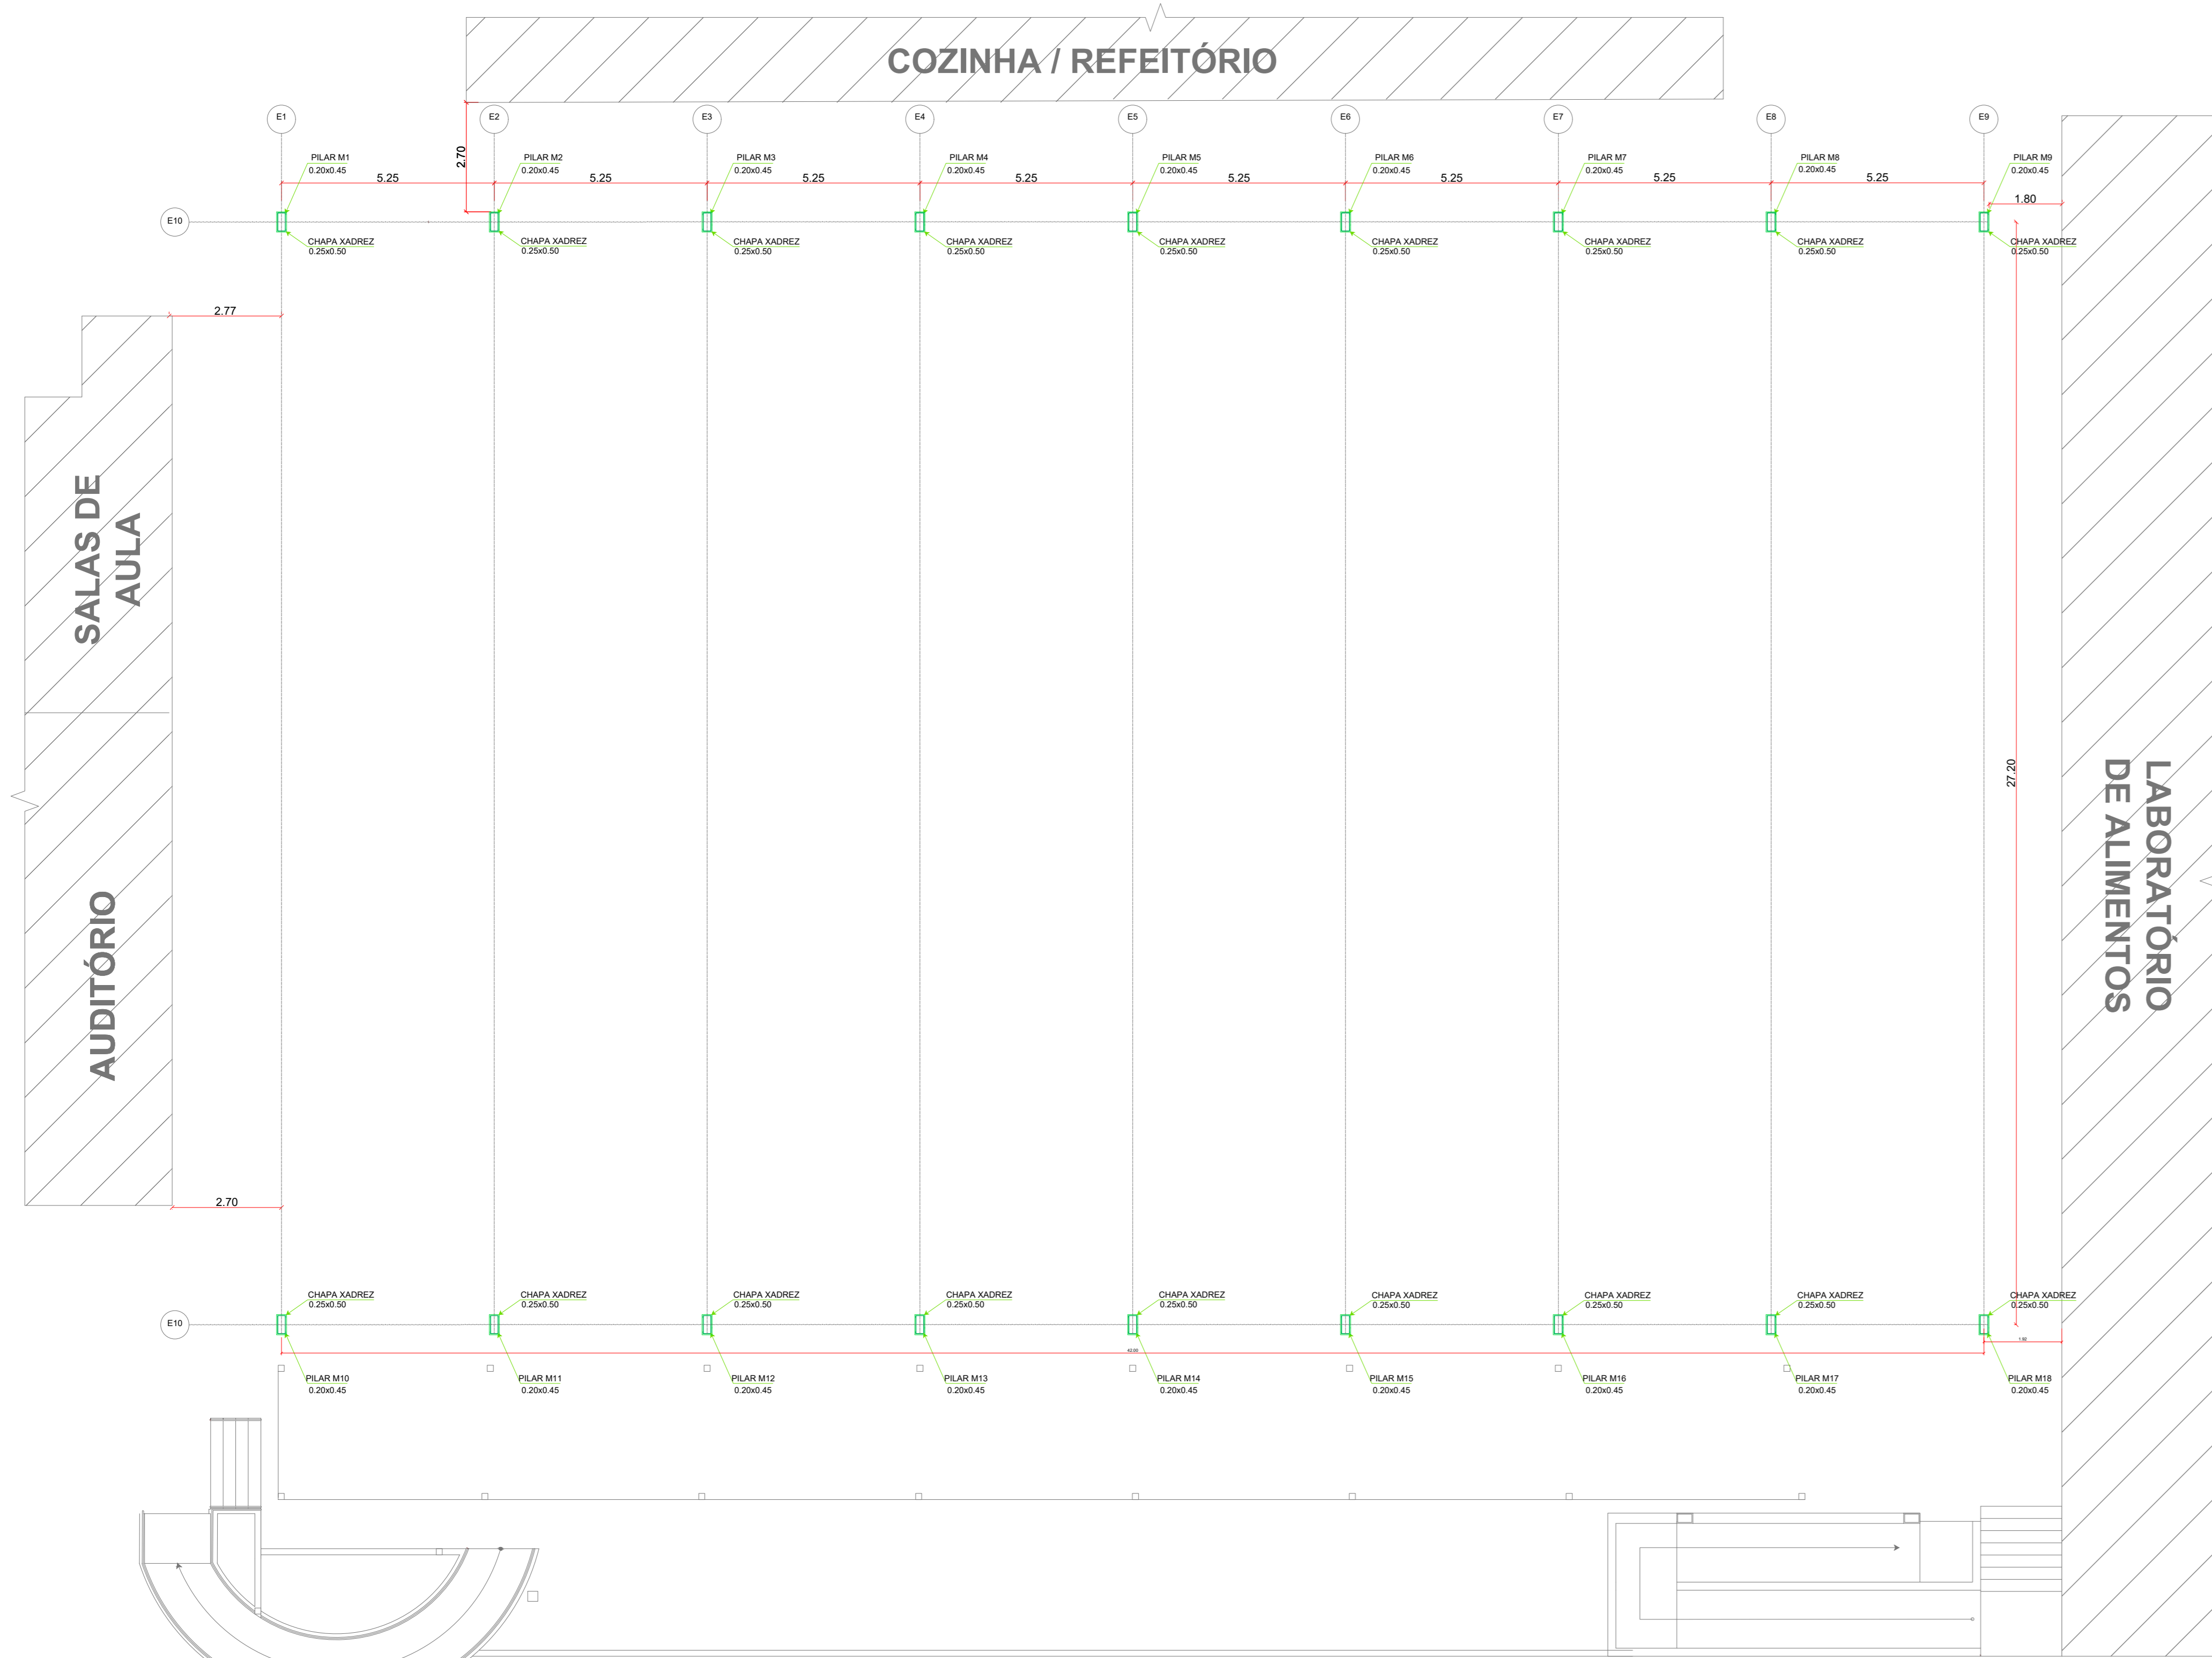 COZINHA / REFEITÓRIO
E1
E2
E3
E4
E5
E6
E7
E8
E9
2.70
PILAR M1
0.20x0.45
PILAR M2
0.20x0.45
PILAR M3
0.20x0.45
PILAR M4
0.20x0.45
PILAR M5
0.20x0.45
PILAR M6
0.20x0.45
PILAR M7
0.20x0.45
PILAR M8
0.20x0.45
PILAR M9
0.20x0.45
5.25
5.25
5.25
5.25
5.25
5.25
5.25
5.25
1.80
E10
CHAPA XADREZ
0.25x0.50
CHAPA XADREZ
0.25x0.50
CHAPA XADREZ
0.25x0.50
CHAPA XADREZ
0.25x0.50
CHAPA XADREZ
0.25x0.50
CHAPA XADREZ
0.25x0.50
CHAPA XADREZ
0.25x0.50
CHAPA XADREZ
0.25x0.50
CHAPA XADREZ
0.25x0.50
2.77
SALAS DE
AULA
AUDITÓRIO
27.20
LABORATÓRIO
DE ALIMENTOS
2.70
CHAPA XADREZ
0.25x0.50
CHAPA XADREZ
0.25x0.50
CHAPA XADREZ
0.25x0.50
CHAPA XADREZ
0.25x0.50
CHAPA XADREZ
0.25x0.50
CHAPA XADREZ
0.25x0.50
CHAPA XADREZ
0.25x0.50
CHAPA XADREZ
0.25x0.50
CHAPA XADREZ
0.25x0.50
E10
1.92
42.00
PILAR M10
0.20x0.45
PILAR M11
0.20x0.45
PILAR M12
0.20x0.45
PILAR M13
0.20x0.45
PILAR M14
0.20x0.45
PILAR M15
0.20x0.45
PILAR M16
0.20x0.45
PILAR M17
0.20x0.45
PILAR M18
0.20x0.45